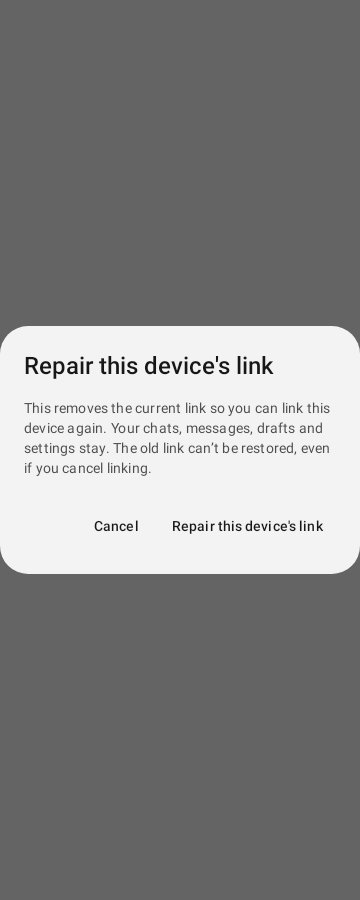 Repair this device's link
This removes the current link so you can link this
device again. Your chats, messages, drafts and
settings stay. The old link can’t be restored, even
if you cancel linking.
Cancel
Repair this device's link